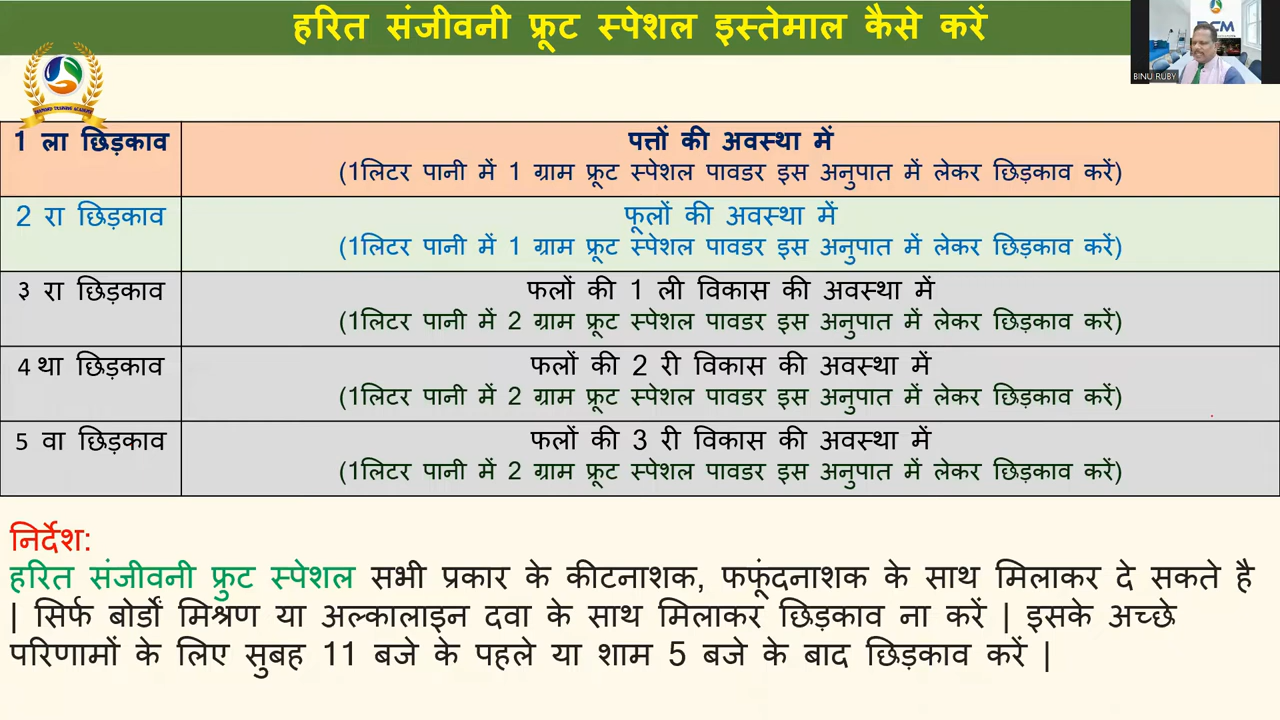 हरित संजीवनी फ्रूट स्पेशल इस्तेमाल कैसे करें
BINU RUBY
1 ला छिड़काव
पत्तों की अवस्था में
(1लिटर पानी में 1 ग्राम फ्रूट स्पेशल पावडर इस अनुपात में लेकर छिड़काव करें)
2 रा छिड़काव
फूलों की अवस्था में
(1लिटर पानी में 1 ग्राम फ्रूट स्पेशल पावडर इस अनुपात में लेकर छिड़काव करें)
३ रा छिड़काव
फलों की 1 ली विकास की अवस्था में
(1लिटर पानी में 2 ग्राम फ्रूट स्पेशल पावडर इस अनुपात में लेकर छिड़काव करें)
4 था छिड़काव
फलों की 2 री विकास की अवस्था में
(1लिटर पानी में 2 ग्राम फ्रूट स्पेशल पावडर इस अनुपात में लेकर छिड़काव करें)
5 वा छिड़काव
फलों की 3 री विकास की अवस्था में
(1लिटर पानी में 2 ग्राम फ्रूट स्पेशल पावडर इस अनुपात में लेकर छिड़काव करें)
निर्देश:
हरित संजीवनी फ्रुट स्पेशल सभी प्रकार के कीटनाशक, फफूंदनाशक के साथ मिलाकर दे सकते है
| सिर्फ बोर्डों मिश्रण या अल्कालाइन दवा के साथ मिलाकर छिड़काव ना करें | इसके अच्छे
परिणामों के लिए सुबह 11 बजे के पहले या शाम 5 बजे के बाद छिड़काव करें |